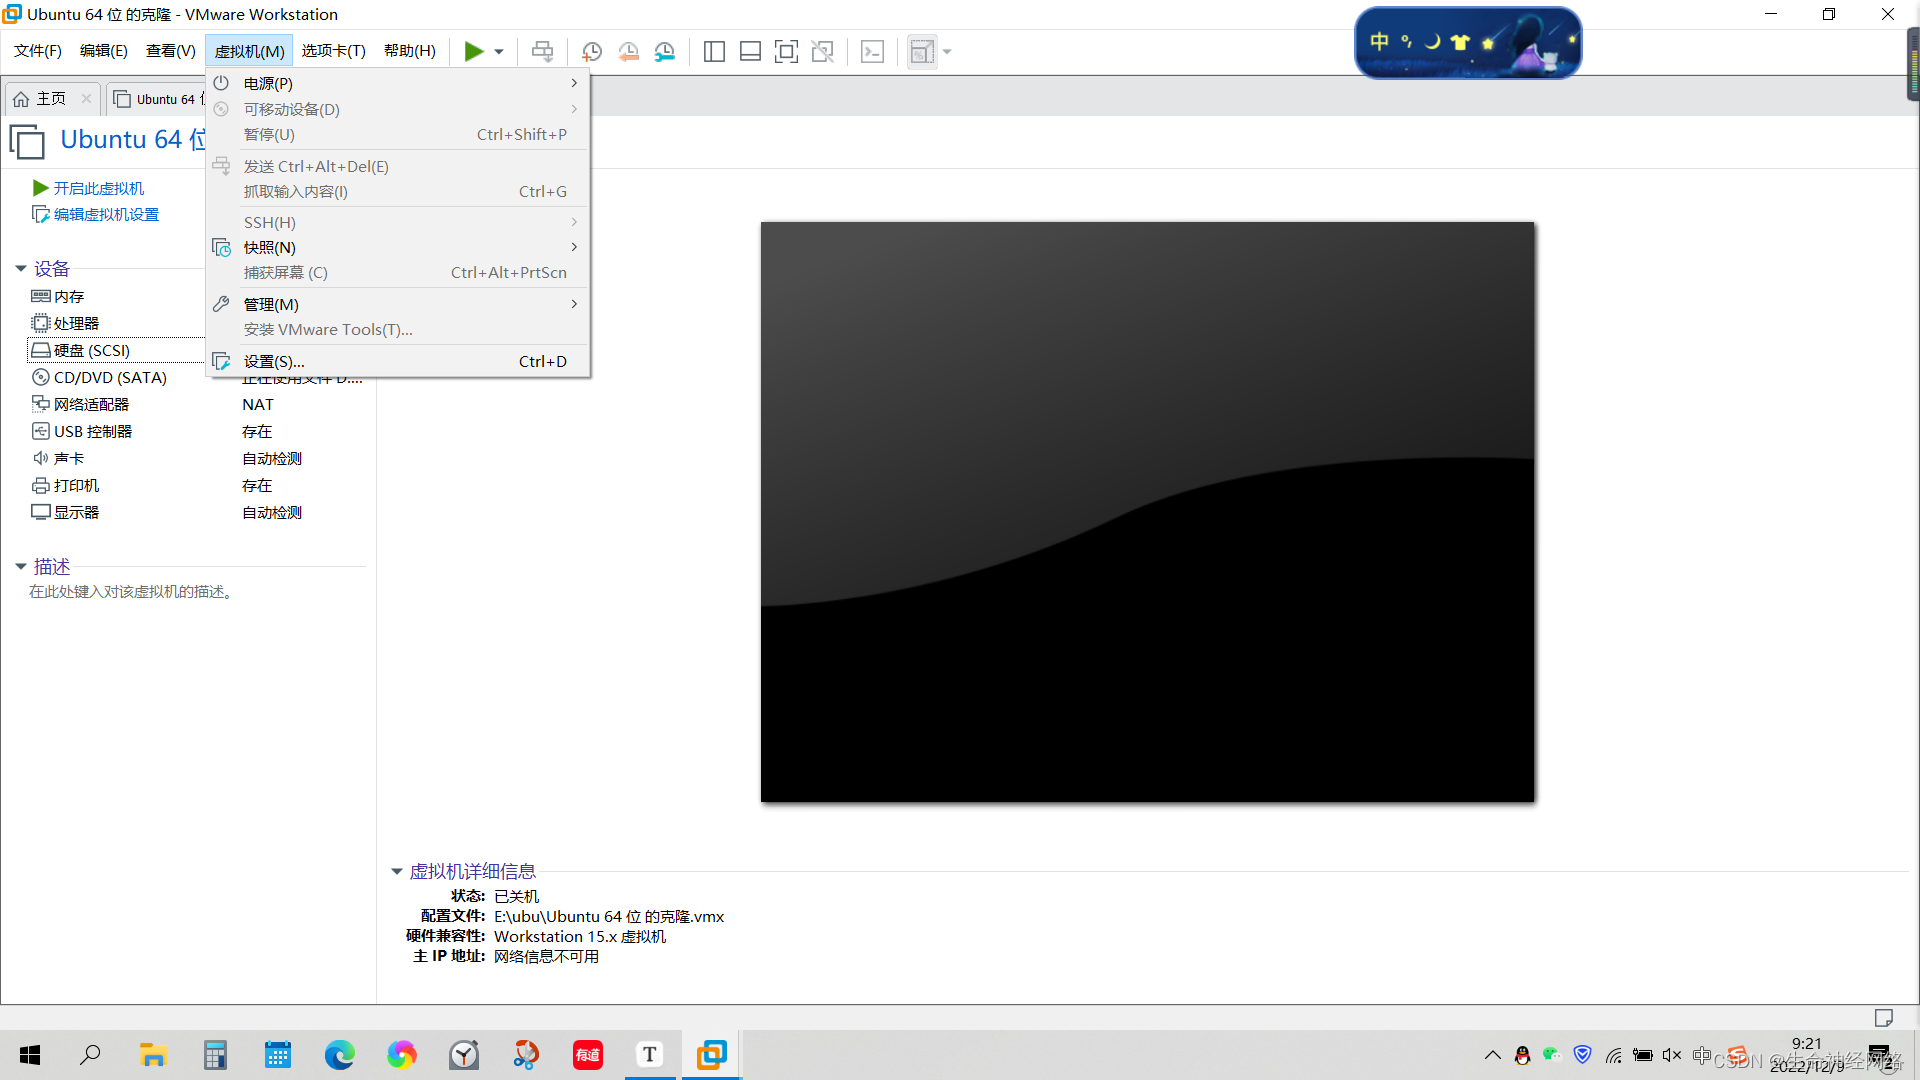 Ubuntu 64 位 的克隆 - VMware Workstation
文件(F) 编辑(E) 查看(V) 虚拟机(M) 选项卡(T) 帮助(H)
中
主页
Ubuntu 64
Ubuntu 64 位
电源(P)
可移动设备(D)
暂停(U) Ctrl+Shift+P
发送 Ctrl+Alt+Del(E)
抓取输入内容(I) Ctrl+G
SSH(H)
快照(N)
捕获屏幕 (C) Ctrl+Alt+PrtScn
管理(M)
安装 VMware Tools(T)...
设置(S)... Ctrl+D
开启此虚拟机
编辑虚拟机设置
设备
内存
处理器
硬盘 (SCSI)
CD/DVD (SATA) 正在使用文件 D:...
网络适配器 NAT
USB 控制器 存在
声卡 自动检测
打印机 存在
显示器 自动检测
描述
在此处键入对该虚拟机的描述。
虚拟机详细信息
状态: 已关机
配置文件: E:\ubu\Ubuntu 64 位 的克隆.vmx
硬件兼容性: Workstation 15.x 虚拟机
主 IP 地址: 网络信息不可用
有道
T
中
9:21
2022/12/9
CSDN @生命神经网络